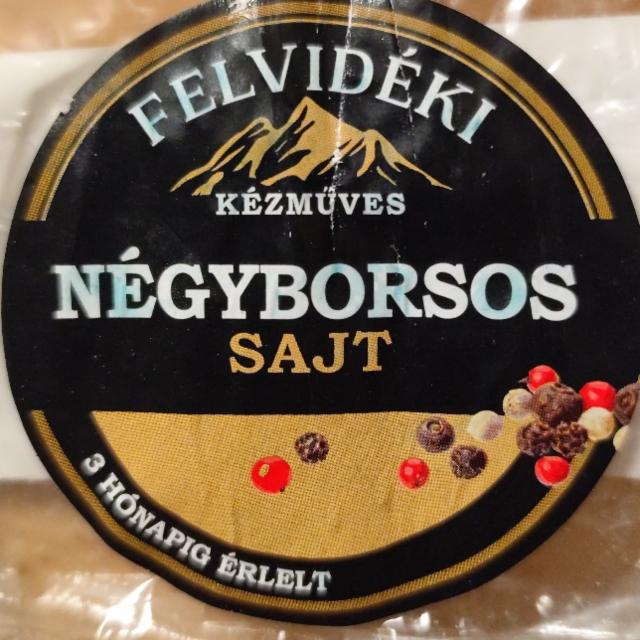 FELVIDÉKI
KÉZMŰVES
NÉGYBORSOS
SAJT
3 HÓNAPIG ÉRLELT